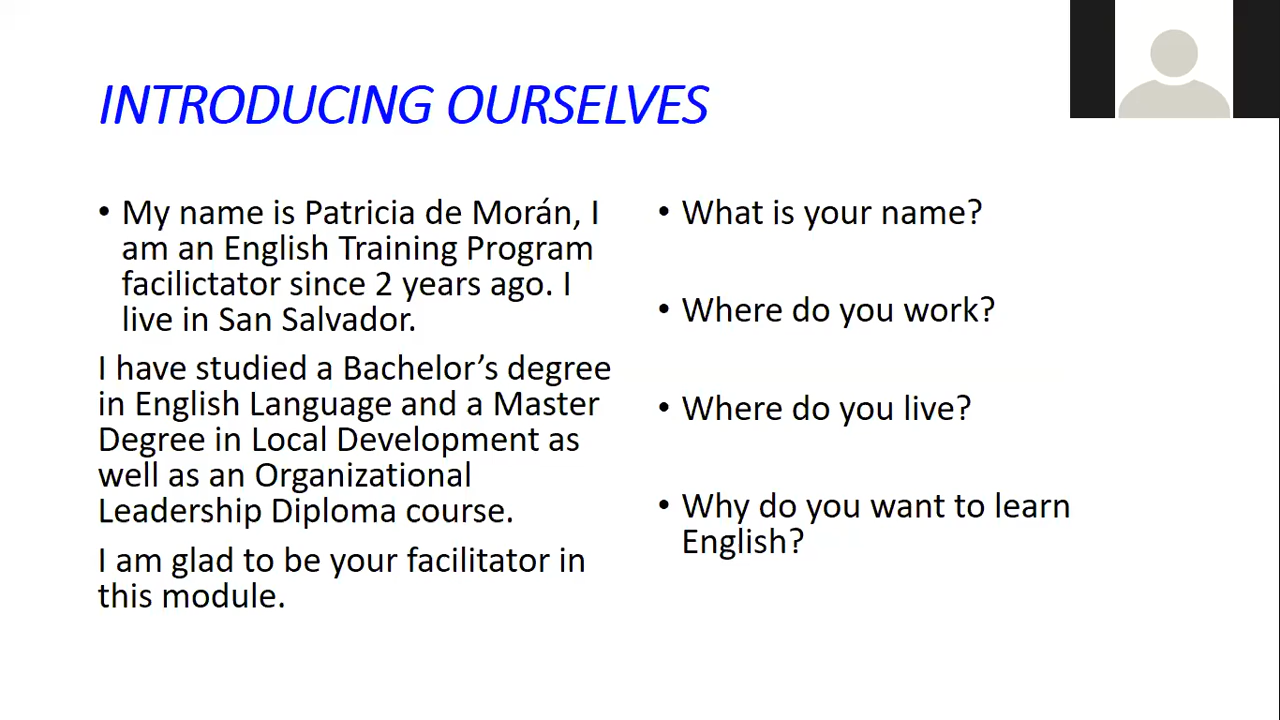 INTRODUCING OURSELVES
• My name is Patricia de Morán, I
am an English Training Program
facilictator since 2 years ago. I
live in San Salvador.
I have studied a Bachelor’s degree
in English Language and a Master
Degree in Local Development as
well as an Organizational
Leadership Diploma course.
I am glad to be your facilitator in
this module.
• What is your name?
• Where do you work?
• Where do you live?
• Why do you want to learn
English?